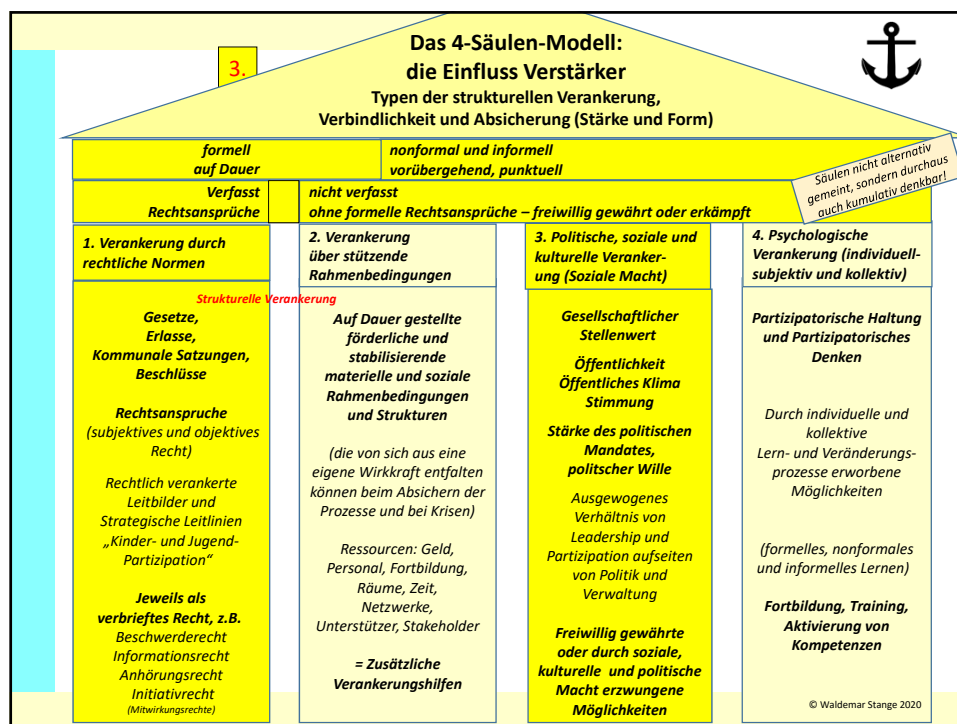 3.
Das 4-Säulen-Modell:
die Einfluss Verstärker
Typen der strukturellen Verankerung,
Verbindlichkeit und Absicherung (Stärke und Form)
formell
auf Dauer
nonformal und informell
vorübergehend, punktuell
Säulen nicht alternativ
gemeint, sondern durchaus
auch kumulativ denkbar!
Verfasst
Rechtsansprüche
nicht verfasst
ohne formelle Rechtsansprüche – freiwillig gewährt oder erkämpft
1. Verankerung durch
rechtliche Normen
Strukturelle Verankerung
Gesetze,
Erlasse,
Kommunale Satzungen,
Beschlüsse
Rechtsanspruche
(subjektives und objektives
Recht)
Rechtlich verankerte
Leitbilder und
Strategische Leitlinien
„Kinder- und Jugend-
Partizipation“
Jeweils als
verbrieftes Recht, z.B.
Beschwerderecht
Informationsrecht
Anhörungsrecht
Initiativrecht
(Mitwirkungsrechte)
2. Verankerung
über stützende
Rahmenbedingungen
Auf Dauer gestellte
förderliche und
stabilisierende
materielle und soziale
Rahmenbedingungen
und Strukturen
(die von sich aus eine
eigene Wirkkraft entfalten
können beim Absichern der
Prozesse und bei Krisen)
Ressourcen: Geld,
Personal, Fortbildung,
Räume, Zeit,
Netzwerke,
Unterstützer, Stakeholder
= Zusätzliche
Verankerungshilfen
3. Politische, soziale und
kulturelle Veranker-
ung (Soziale Macht)
Gesellschaftlicher
Stellenwert
Öffentlichkeit
Öffentliches Klima
Stimmung
Stärke des politischen
Mandates,
politscher Wille
Ausgewogenes
Verhältnis von
Leadership und
Partizipation aufseiten
von Politik und
Verwaltung
Freiwillig gewährte
oder durch soziale,
kulturelle und politische
Macht erzwungene
Möglichkeiten
4. Psychologische
Verankerung (individuell-
subjektiv und kollektiv)
Partizipatorische Haltung
und Partizipatorisches
Denken
Durch individuelle und
kollektive
Lern- und Veränderungs-
prozesse erworbene
Möglichkeiten
(formelles, nonformales
und informelles Lernen)
Fortbildung, Training,
Aktivierung von
Kompetenzen
© Waldemar Stange 2020